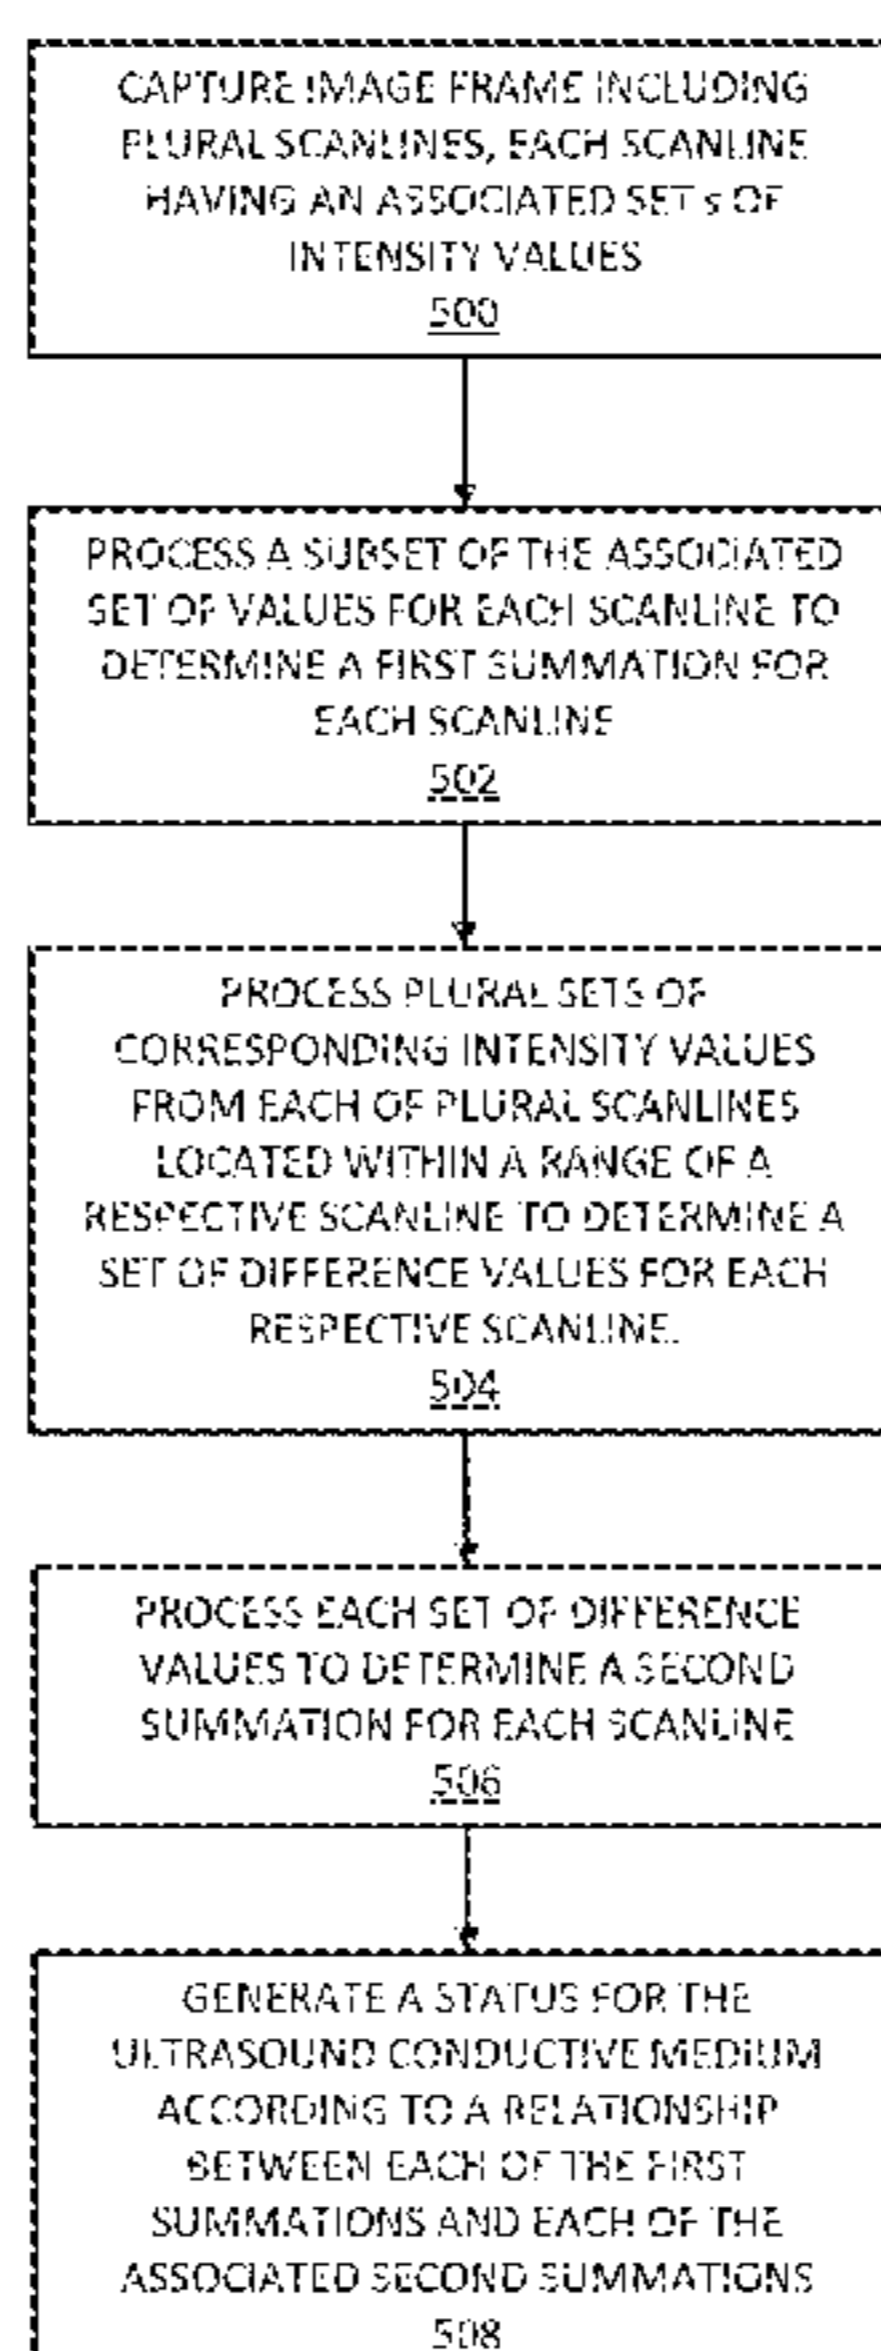 CAPTURE IMAGE FRAME INCLUDING
PLURAL SCANLINES, EACH SCANLINE
HAVING AN ASSOCIATED SET s OF
INTENSITY VALUES
500
PROCESS A SUBSET OF THE ASSOCIATED
SET OF VALUES FOR EACH SCANLINE TO
DETERMINE A FIRST SUMMATION FOR
EACH SCANLINE
502
PROCESS PLURAL SETS OF
CORRESPONDING INTENSITY VALUES
FROM EACH OF PLURAL SCANLINES
LOCATED WITHIN A RANGE OF A
RESPECTIVE SCANLINE TO DETERMINE A
SET OF DIFFERENCE VALUES FOR EACH
RESPECTIVE SCANLINE.
504
PROCESS EACH SET OF DIFFERENCE
VALUES TO DETERMINE A SECOND
SUMMATION FOR EACH SCANLINE
506
GENERATE A STATUS FOR THE
ULTRASOUND CONDUCTIVE MEDIUM
ACCORDING TO A RELATIONSHIP
BETWEEN EACH OF THE FIRST
SUMMATIONS AND EACH OF THE
ASSOCIATED SECOND SUMMATIONS
508